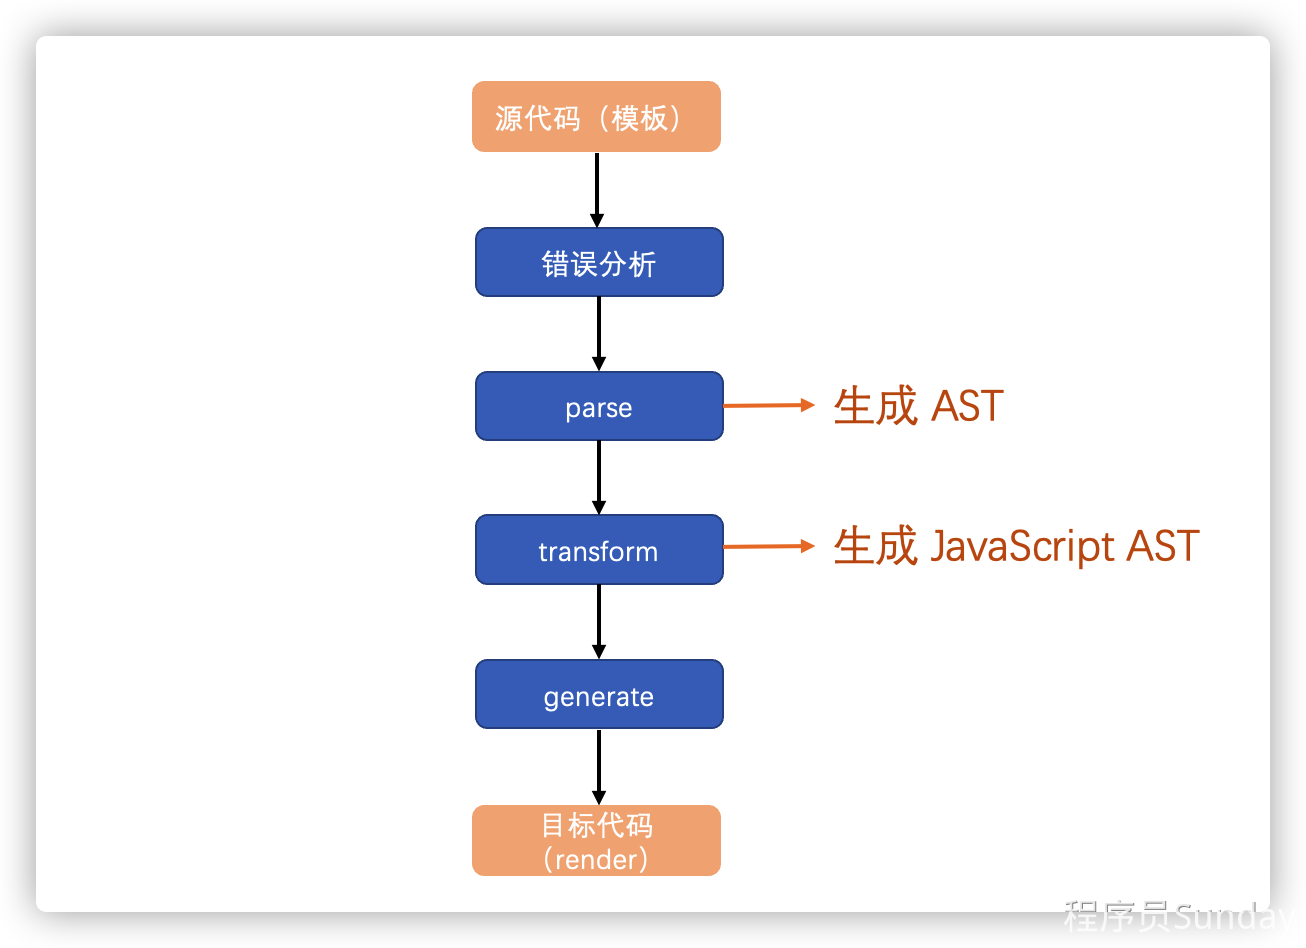 源代码（模板）
错误分析
parse
生成 AST
transform
生成 JavaScript AST
generate
目标代码
（render）
程序员Sunday